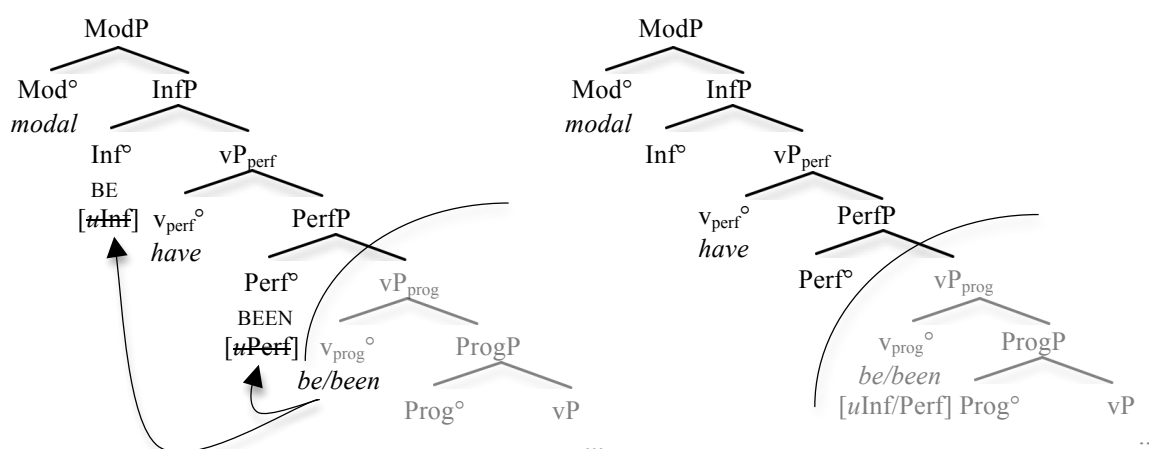 ModP ModP
Mod° InfP Mod° InfP
modal modal
Inf° vPperf Inf° vPperf
BE
[uInf] vperf° PerfP vperf° PerfP
have have
Perf° vPprog Perf° vPprog
BEEN
[uPerf] vprog° ProgP vprog° ProgP
be/been be/been
Prog° vP [uInf/Perf] Prog° vP
... ..